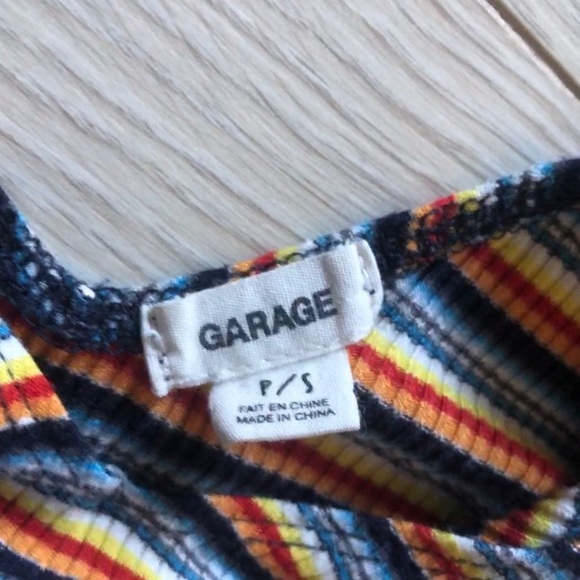 GARAGE
P/S
FAIT EN CHINE
MADE IN CHINA